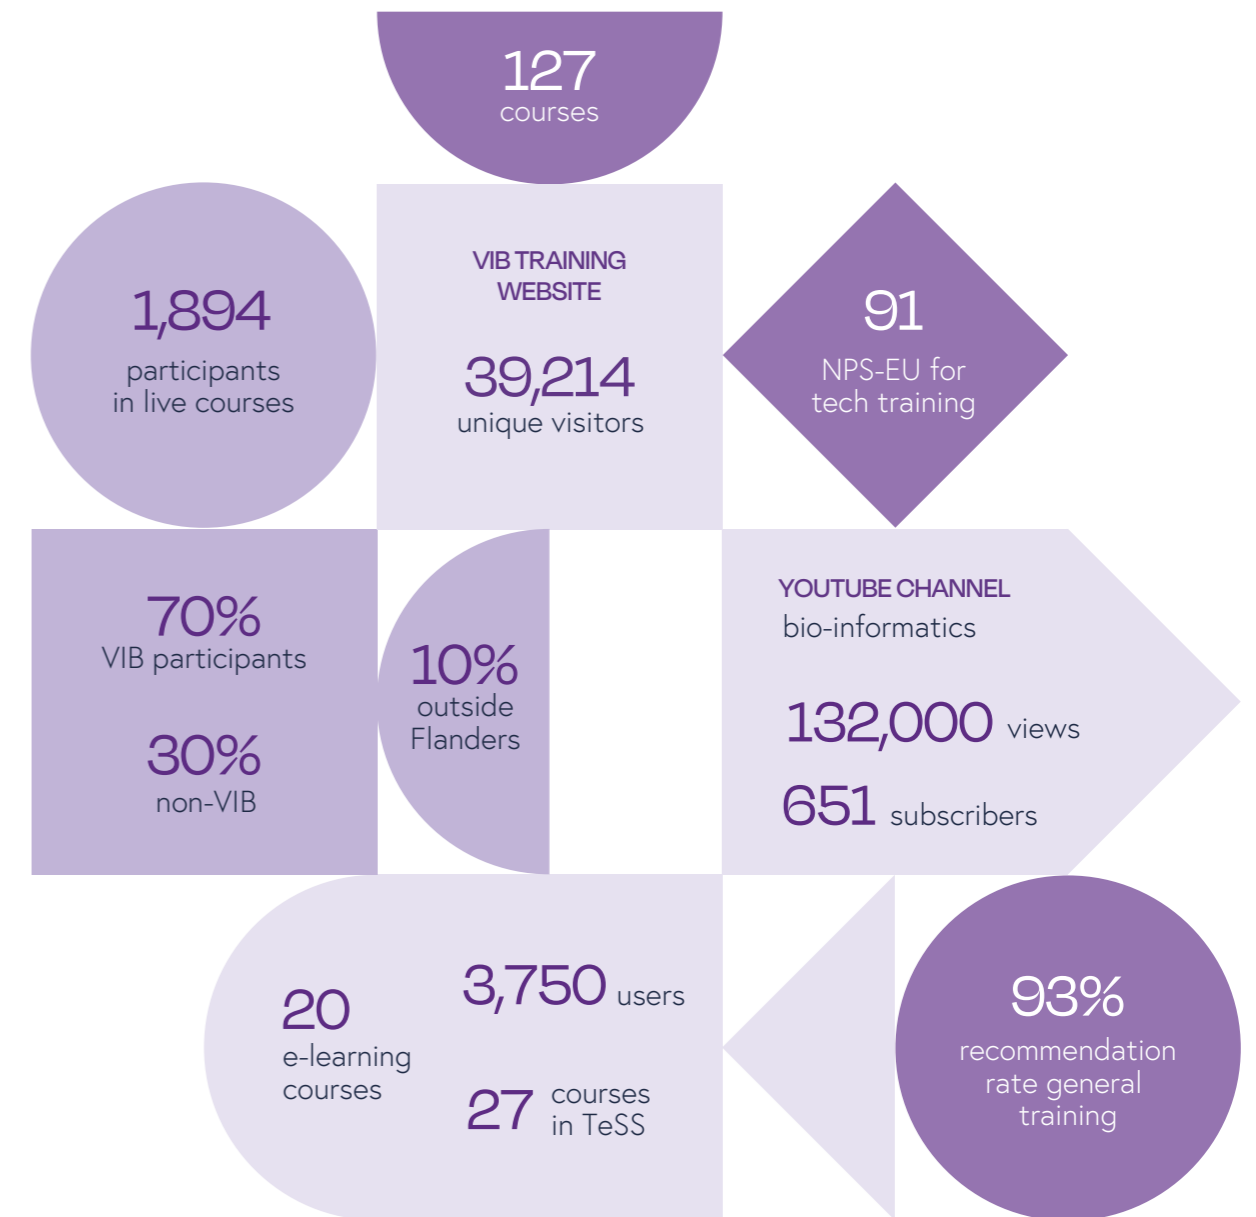 127
courses
1,894
participants
in live courses
VIB TRAINING
WEBSITE
39,214
unique visitors
91
NPS-EU for
tech training
70%
VIB participants
30%
non-VIB
10%
outside
Flanders
YOUTUBE CHANNEL
bio-informatics
132,000 views
651 subscribers
20
e-learning
courses
3,750 users
27 courses
in TeSS
93%
recommendation
rate general
training